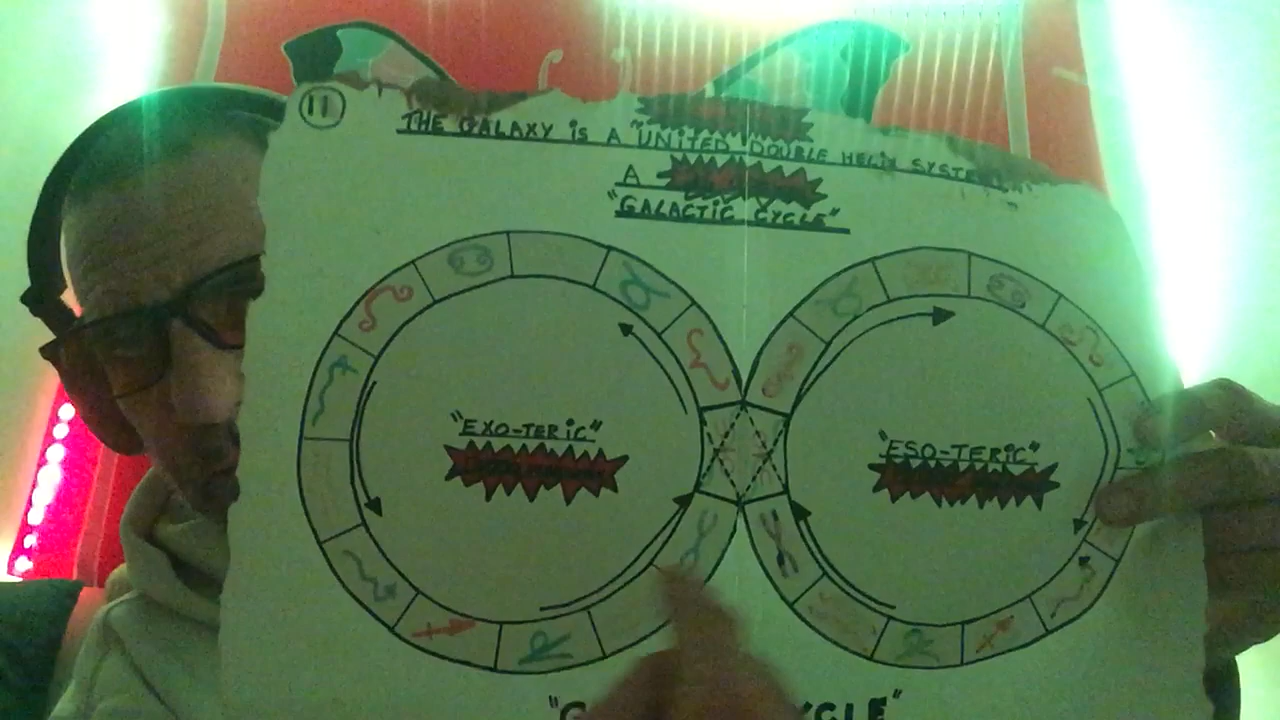 11
THE GALAXY iS A "UNiTED DOUBLE HELiX SYSTEM
A
"GALACTiC CYCLE"
"EXO-TERiC"
"ESO-TERiC"